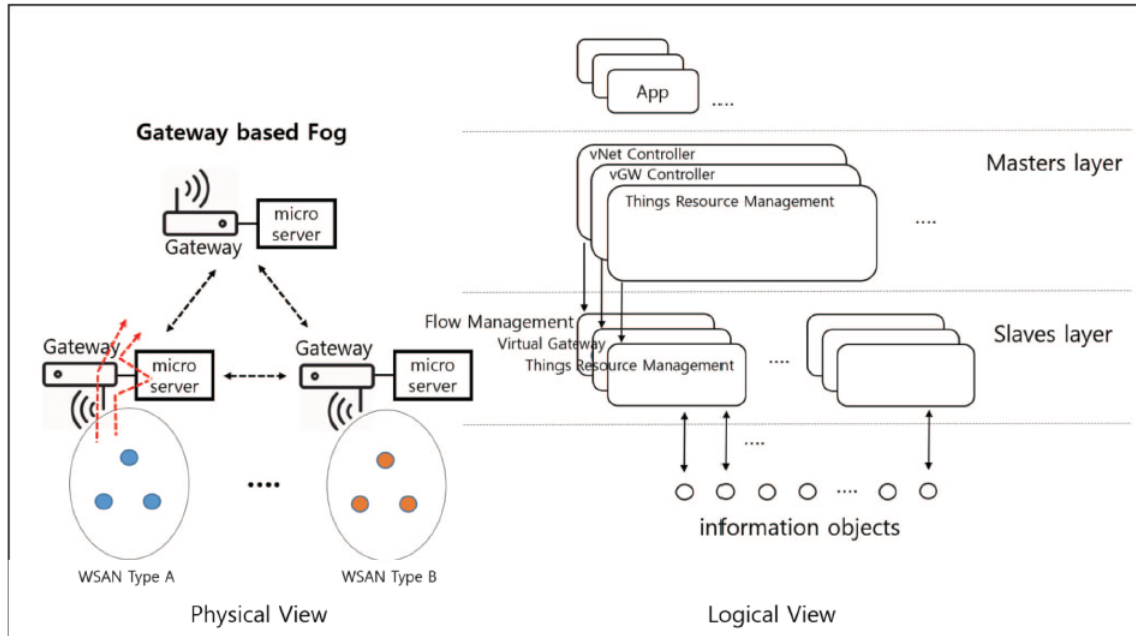 Gateway based Fog
micro
server
Gateway
Gateway
micro
server
Gateway
micro
server
....
WSAN Type A
WSAN Type B
Physical View
App
....
vNet Controller
vGW Controller
Things Resource Management
....
Masters layer
Flow Management
Virtual Gateway
Things Resource Management
....
Slaves layer
....
....
information objects
Logical View